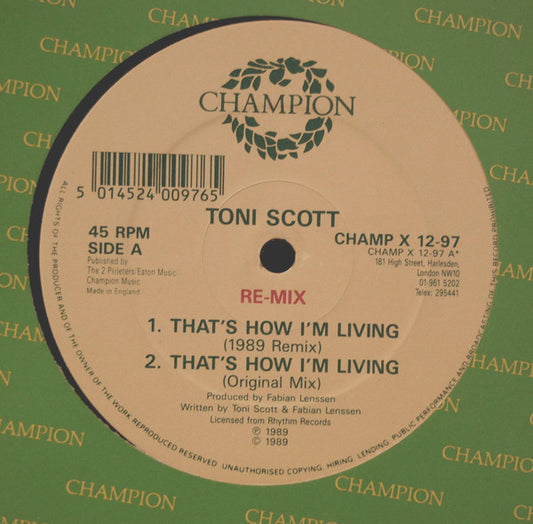 CHAMPION
5 014524 009765
TONI SCOTT
45 RPM
SIDE A
Published by
The 2 Pieters/Eaton Music
Champion Music
Made in England
CHAMP X 12-97
CHAMP X 12-97 A*
181 High Street, Harlesden,
London NW10
01-961 5202
Telex: 295441
RE-MIX
1. THAT'S HOW I'M LIVING
(1989 Remix)
2. THAT'S HOW I'M LIVING
(Original Mix)
Produced by Fabian Lenssen
Written by Toni Scott & Fabian Lenssen
Licensed from Rhythm Records
℗ 1989
© 1989
ALL RIGHTS OF THE PRODUCER AND OF THE OWNER OF THE WORK REPRODUCED RESERVED. UNAUTHORISED COPYING, HIRING, LENDING, PUBLIC PERFORMANCE AND BROADCASTING OF THIS RECORD PROHIBITED
CHAMPION
CHAMPION
CHAMPION
CHAMPION
CHAMPION
CHAMPION